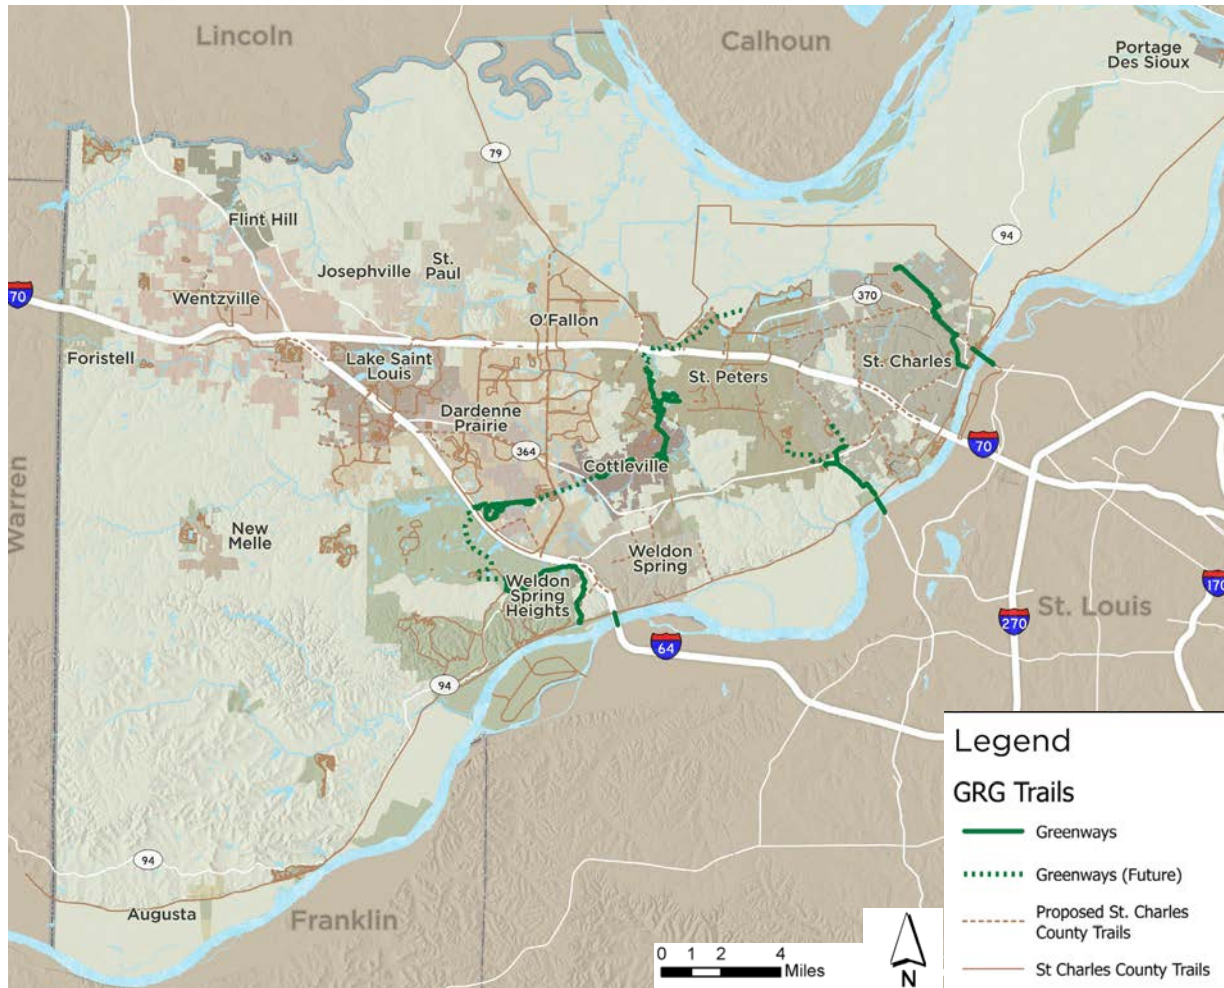 Lincoln
Calhoun
Portage
Des Sioux
79
Flint Hill
94
Josephville
St.
Paul
70
Wentzville
370
O'Fallon
Foristell
Lake Saint
Louis
St. Peters
St. Charles
Dardenne
Prairie
364
70
Cottleville
Warren
New
Melle
Weldon
Spring
Weldon
Spring
Heights
170
St. Louis
270
64
94
94
Augusta
Franklin
Legend
GRG Trails
Greenways
Greenways (Future)
Proposed St. Charles
County Trails
St Charles County Trails
0 1 2 4
Miles
N